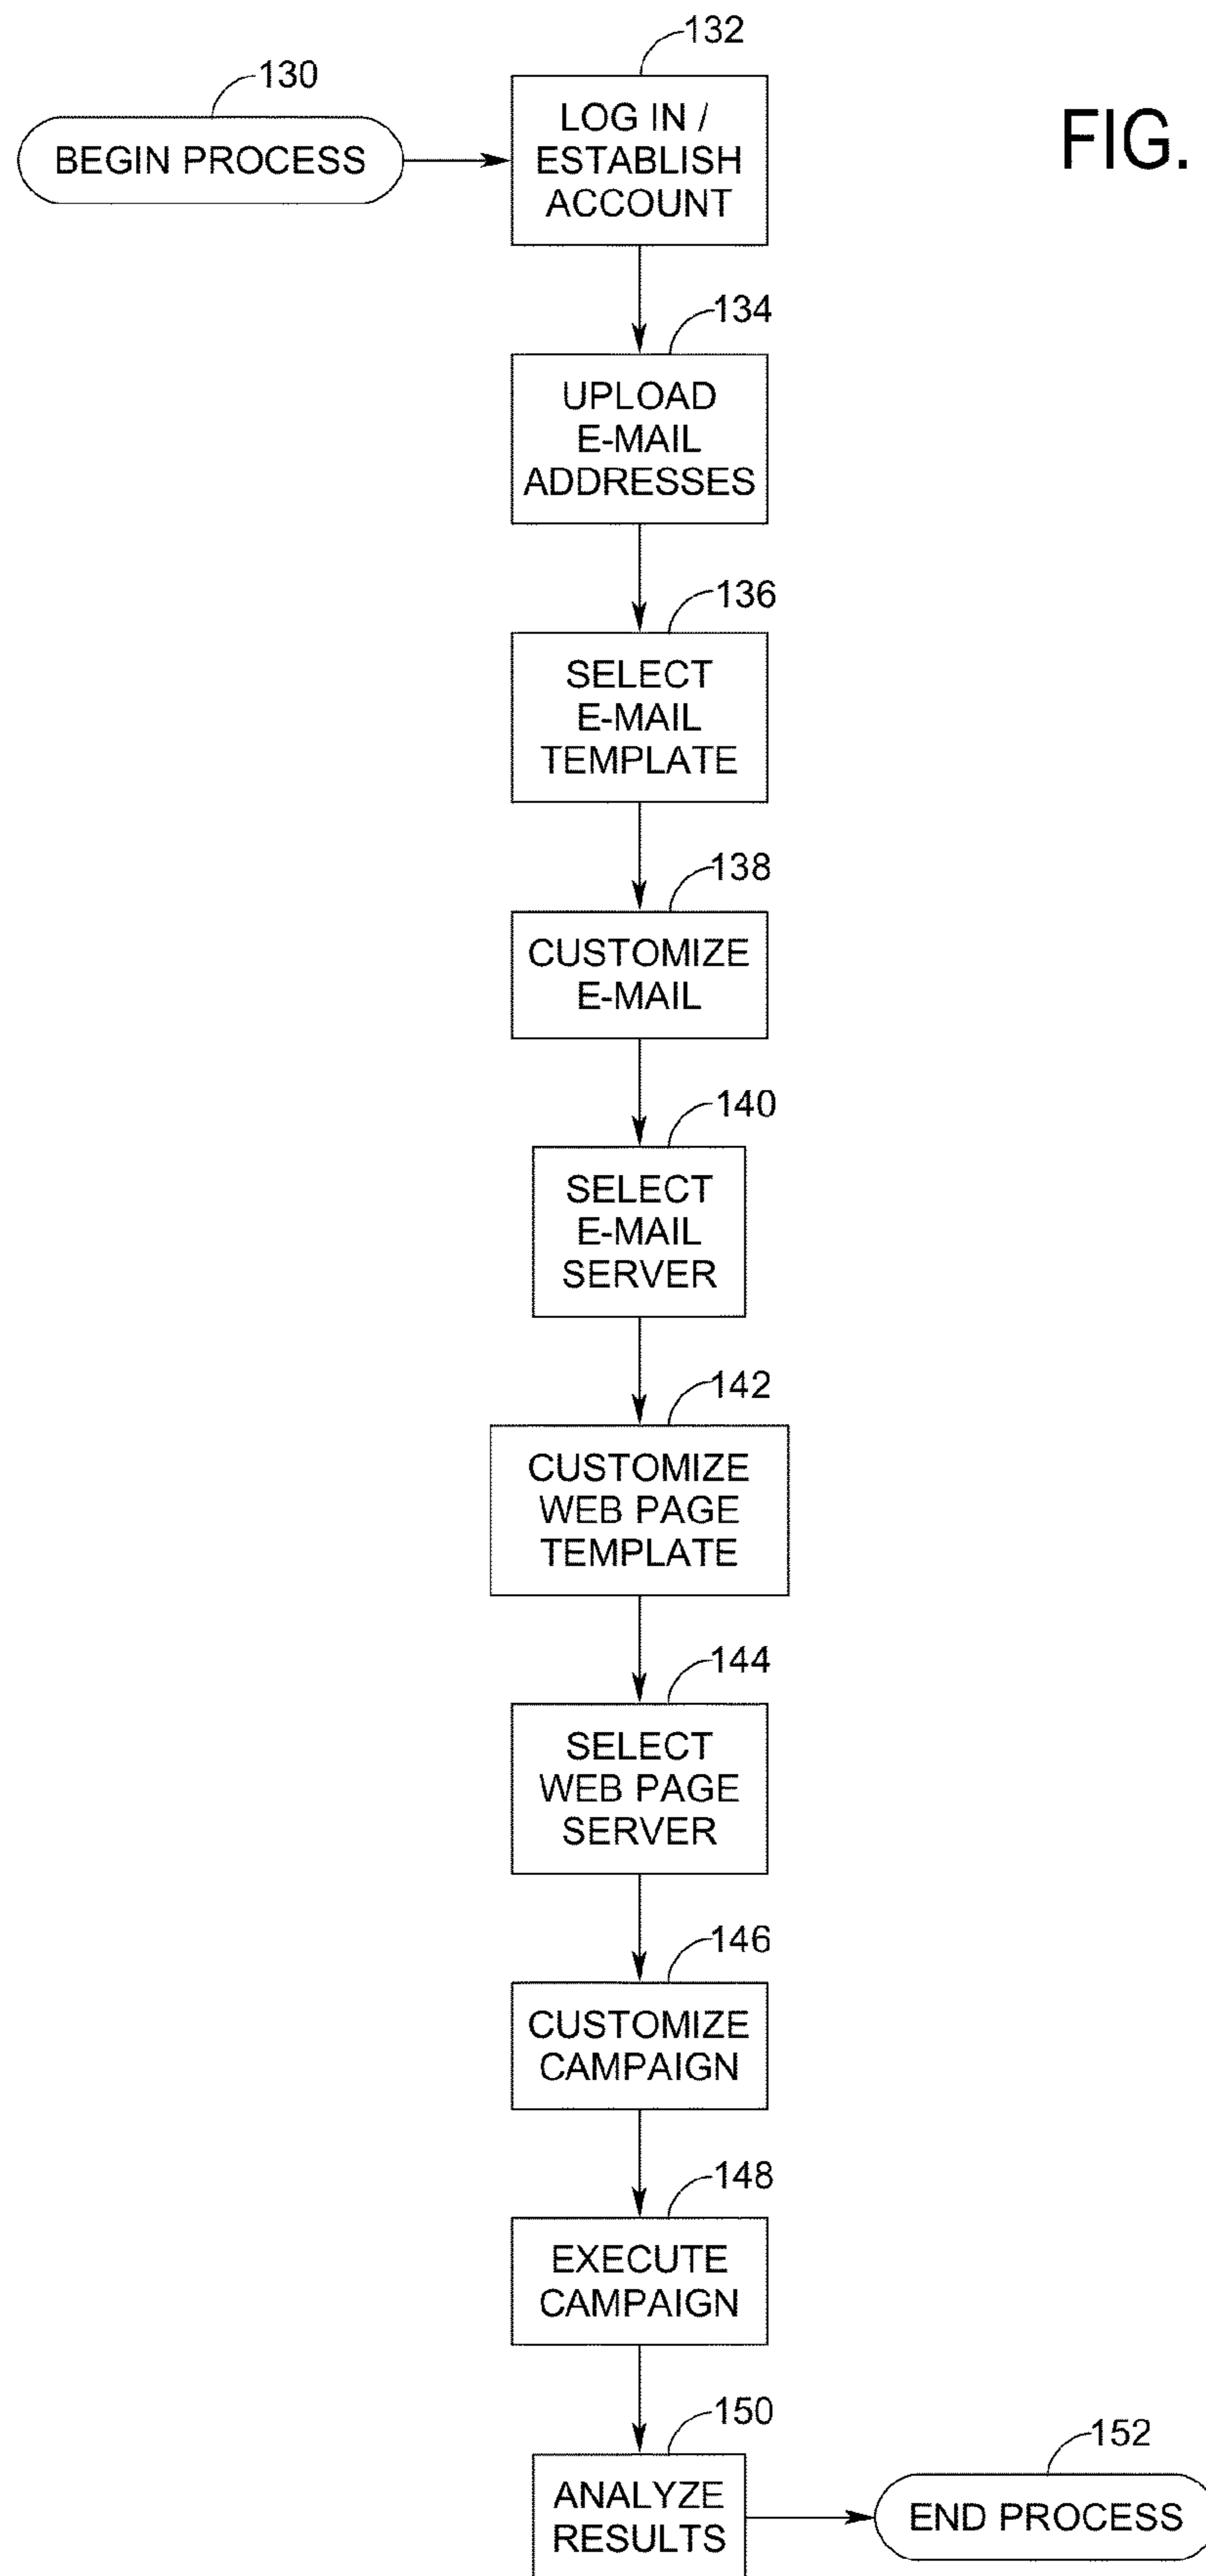 132
130
FIG.
BEGIN PROCESS
LOG IN /
ESTABLISH
ACCOUNT
134
UPLOAD
E-MAIL
ADDRESSES
136
SELECT
E-MAIL
TEMPLATE
138
CUSTOMIZE
E-MAIL
140
SELECT
E-MAIL
SERVER
142
CUSTOMIZE
WEB PAGE
TEMPLATE
144
SELECT
WEB PAGE
SERVER
146
CUSTOMIZE
CAMPAIGN
148
EXECUTE
CAMPAIGN
150
ANALYZE
RESULTS
152
END PROCESS